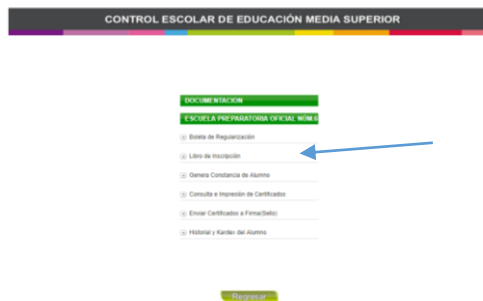 CONTROL ESCOLAR DE EDUCACIÓN MEDIA SUPERIOR
DOCUMENTACION
ESCUELA PREPARATORIA OFICIAL NÚM.6
Boleta de Regularización
Libro de Inscripción
Genera Constancia de Alumno
Consulta e Impresión de Certificados
Enviar Certificados a Firma(Sello)
Historial y Kardex del Alumno
Regresar